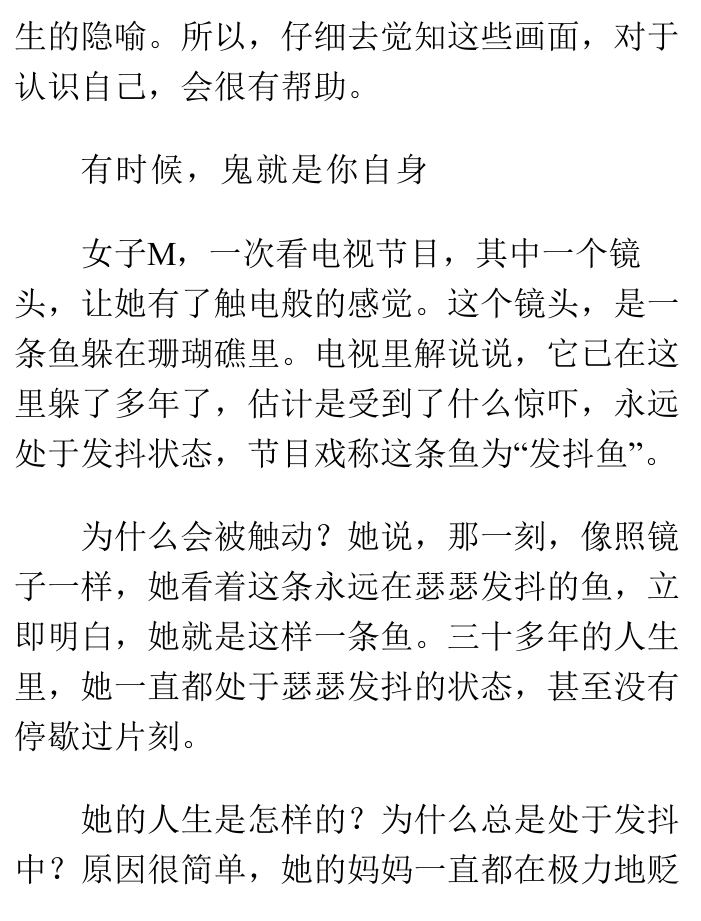 生的隐喻。所以，仔细去觉知这些画面，对于
认识自己，会很有帮助。
有时候，鬼就是你自身
女子M，一次看电视节目，其中一个镜
头，让她有了触电般的感觉。这个镜头，是一
条鱼躲在珊瑚礁里。电视里解说说，它已在这
里躲了多年了，估计是受到了什么惊吓，永远
处于发抖状态，节目戏称这条鱼为“发抖鱼”。
为什么会被触动？她说，那一刻，像照镜
子一样，她看着这条永远在瑟瑟发抖的鱼，立
即明白，她就是这样一条鱼。三十多年的人生
里，她一直都处于瑟瑟发抖的状态，甚至没有
停歇过片刻。
她的人生是怎样的？为什么总是处于发抖
中？原因很简单，她的妈妈一直都在极力地贬